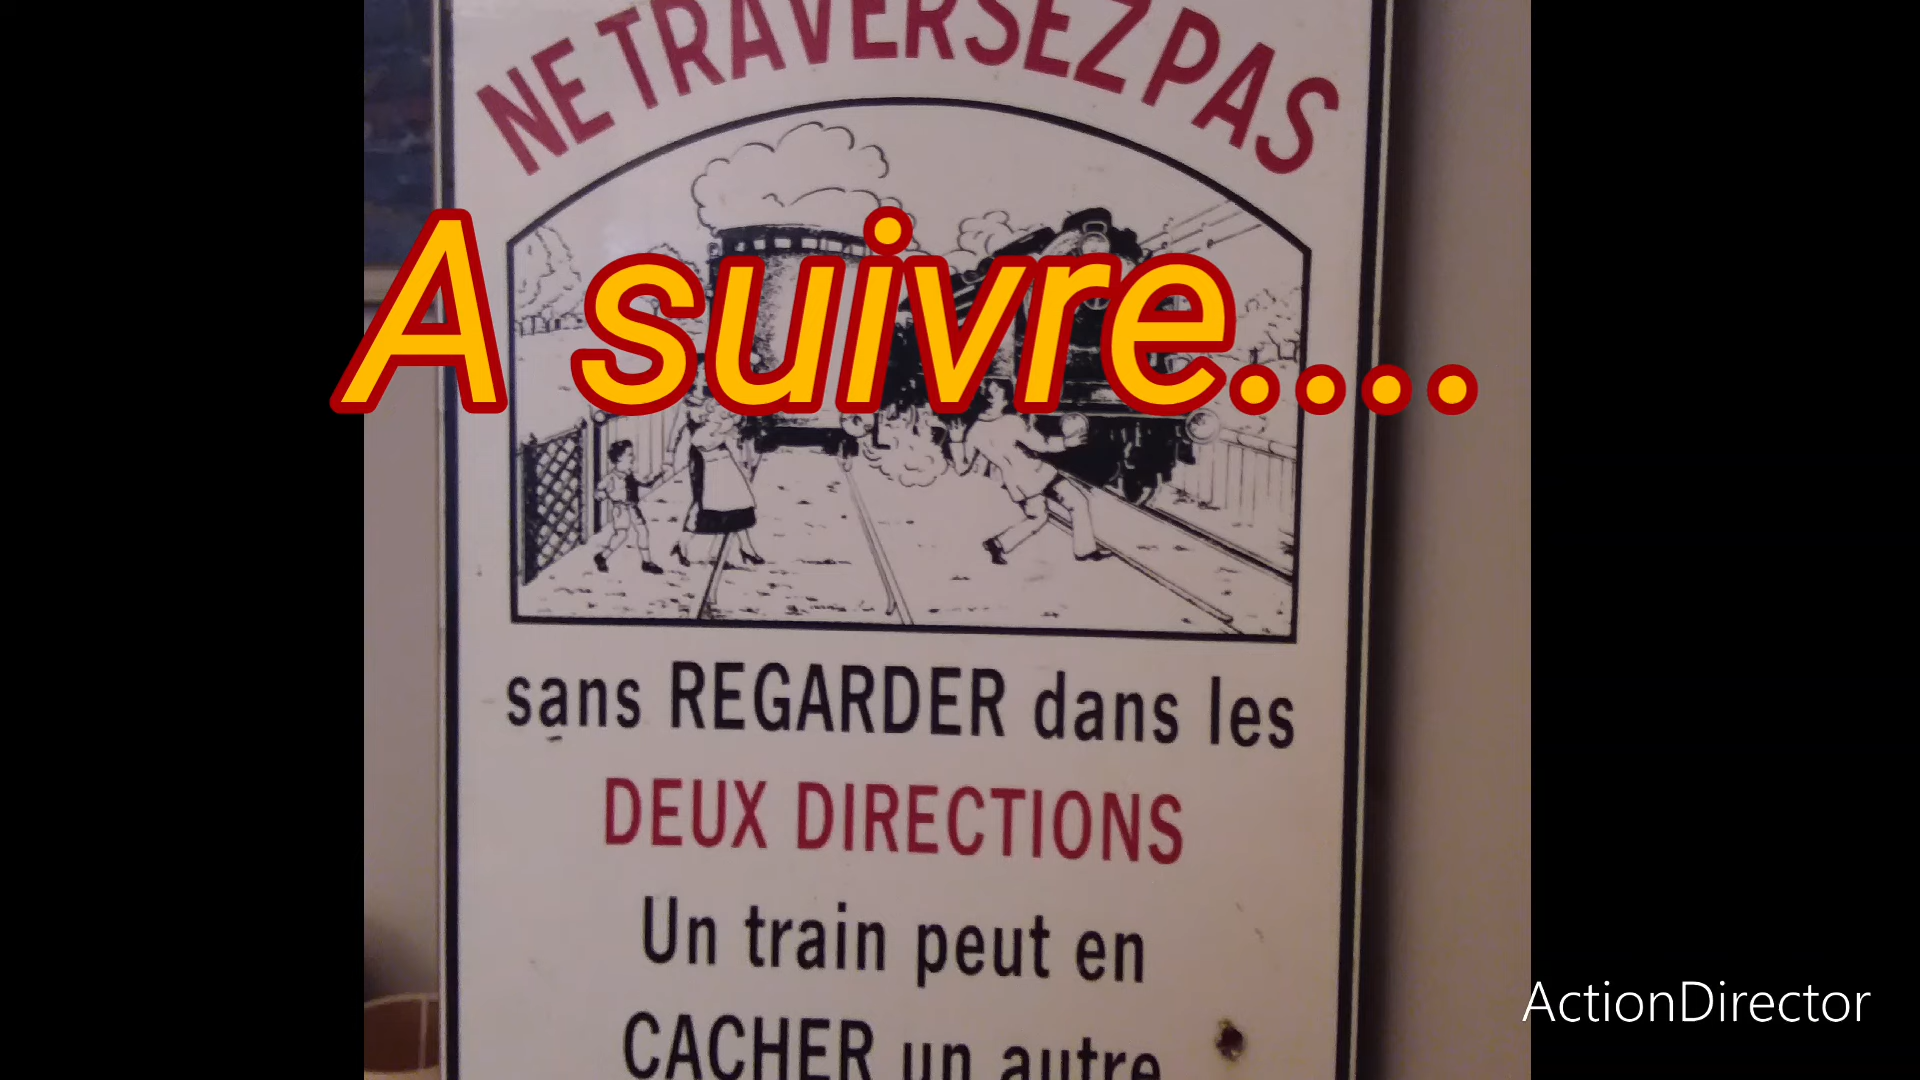 NE TRAVERSEZ PAS
A suivre....
sans REGARDER dans les
DEUX DIRECTIONS
Un train peut en
CACHER un autre
ActionDirector